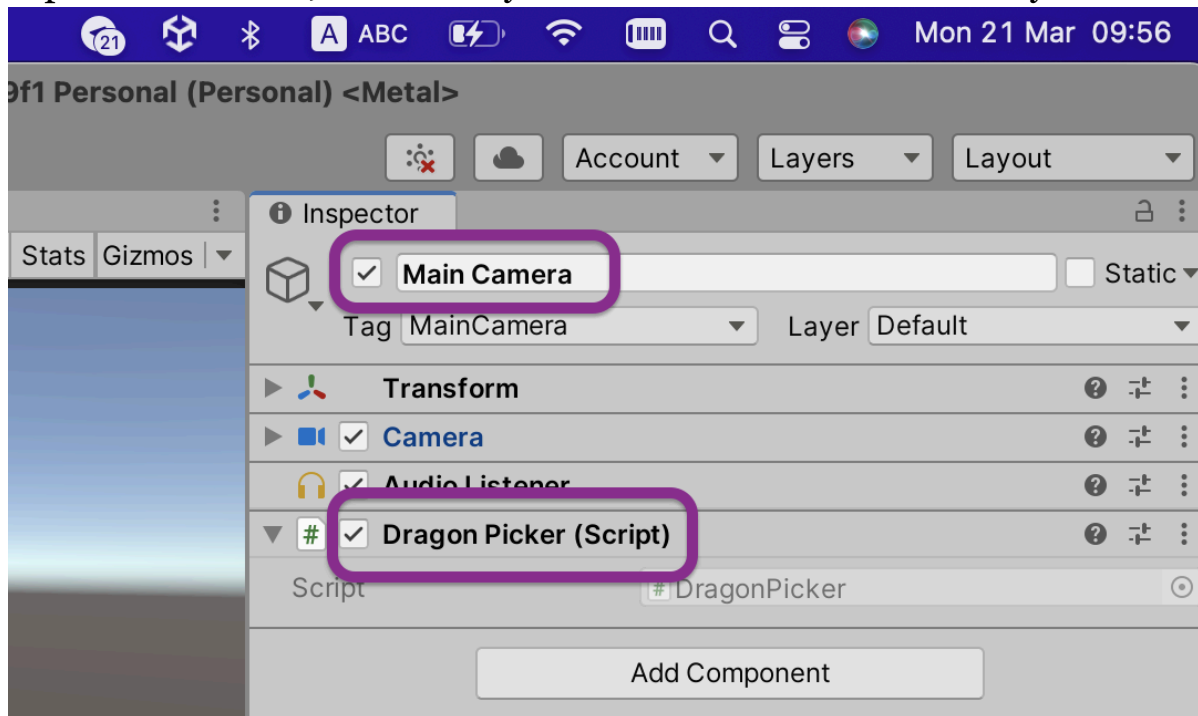 21 A ABC Mon 21 Mar 09:56
9f1 Personal (Personal) <Metal>
Account Layers Layout
Inspector
Stats Gizmos
Main Camera Static
Tag MainCamera Layer Default
Transform
Camera
Audio Listener
# Dragon Picker (Script)
Script # DragonPicker
Add Component